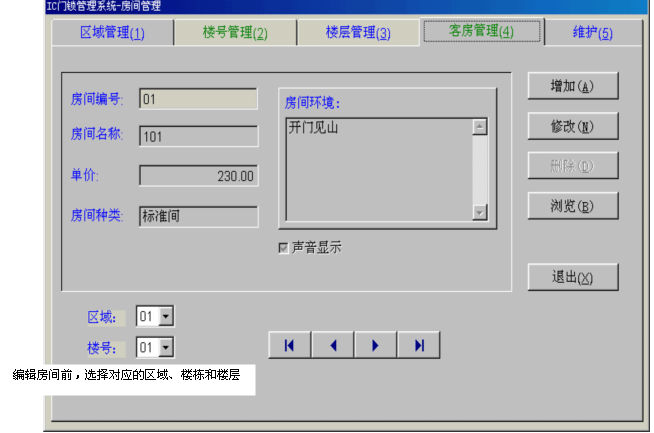 IC门锁管理系统-房间管理
区域管理(1) 楼号管理(2) 楼层管理(3) 客房管理(4) 维护(5)
房间编号: 01
房间名称: 101
单价: 230.00
房间种类: 标准间
房间环境:
开门见山
声音显示
增加(A)
修改(N)
删除(D)
浏览(B)
退出(X)
区域: 01
楼号: 01
编辑房间前，选择对应的区域、楼栋和楼层